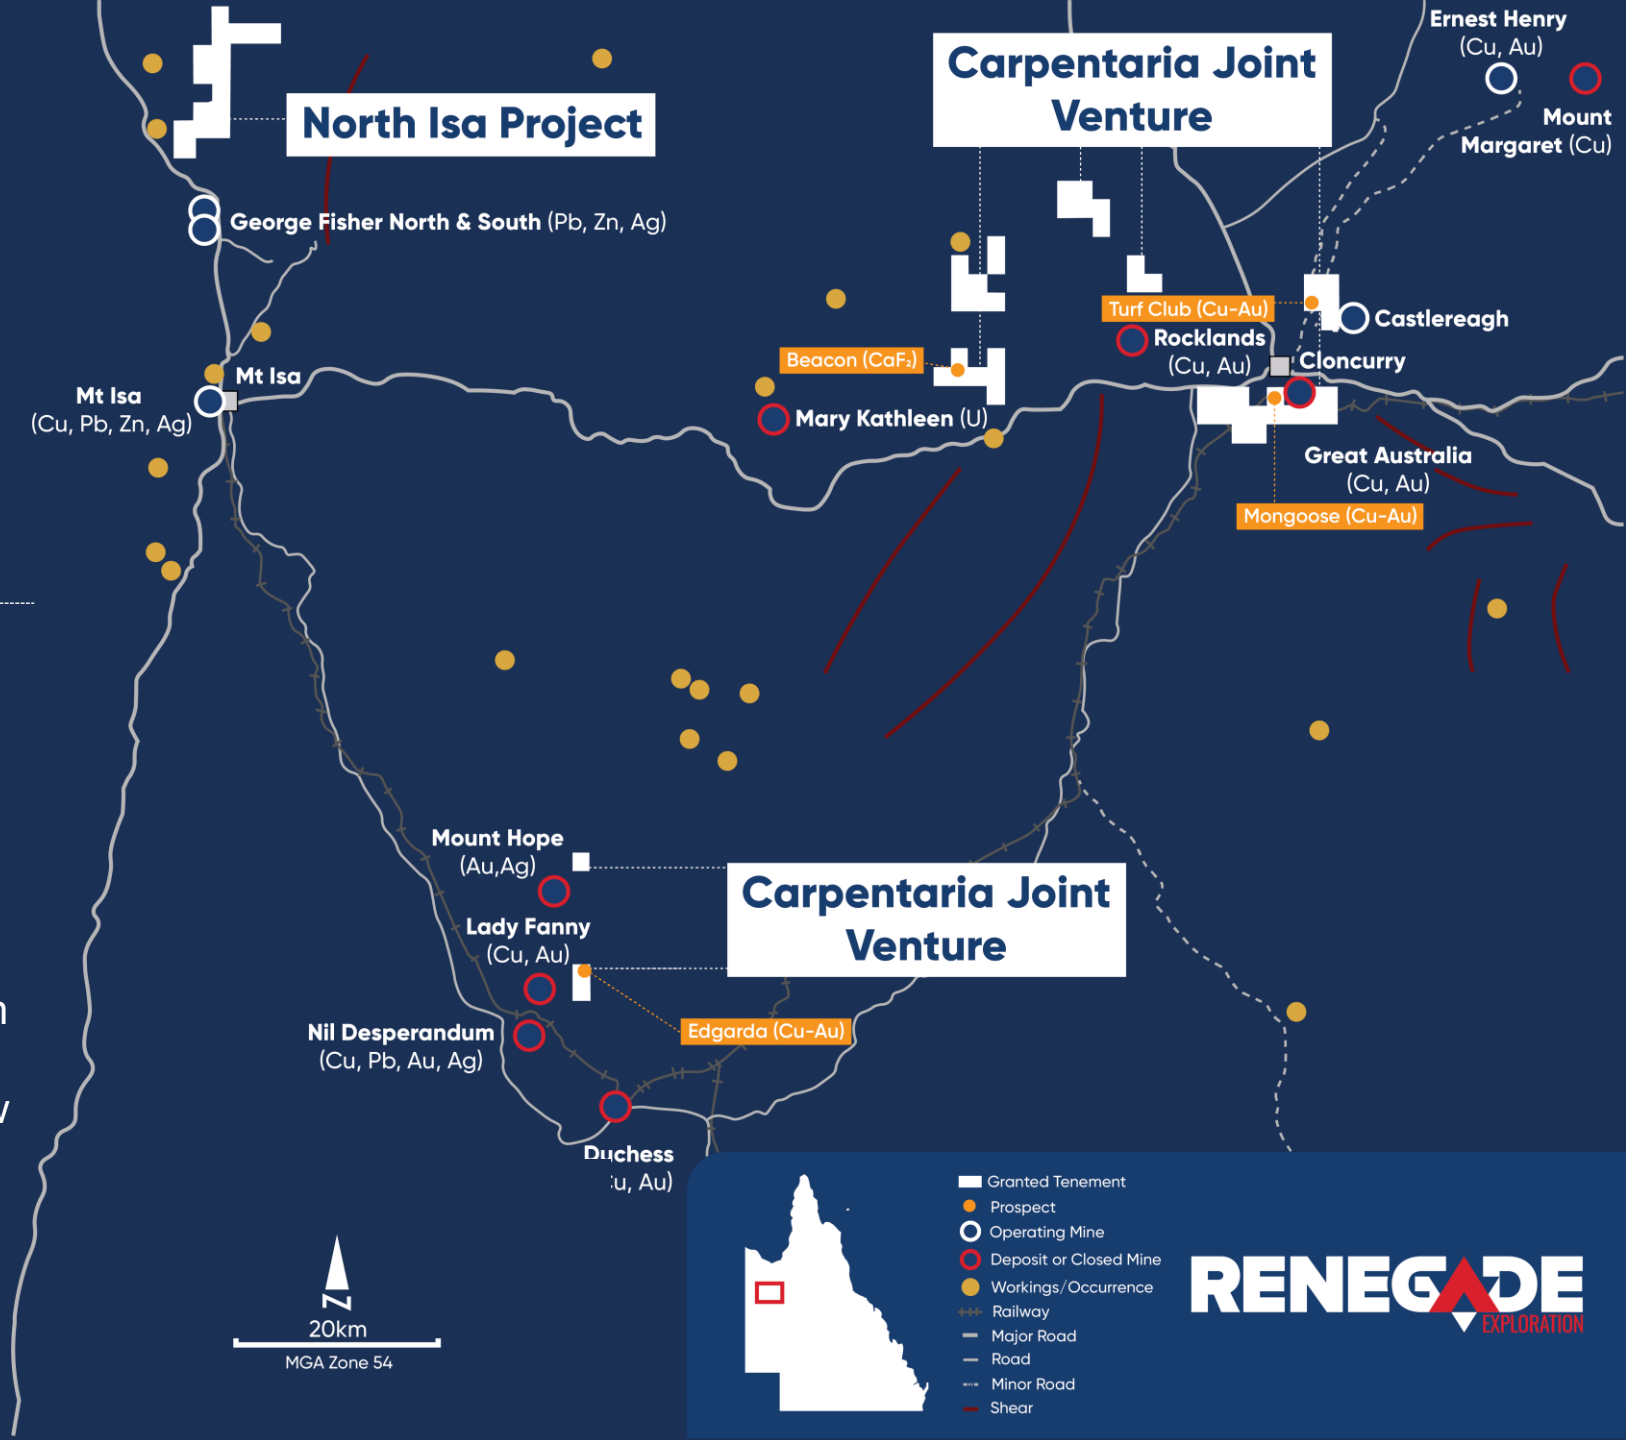 Ernest Henry
(Cu, Au)
Mount
Margaret (Cu)
Carpentaria Joint
Venture
North Isa Project
George Fisher North & South (Pb, Zn, Ag)
Turf Club (Cu-Au)
Castlereagh
Rocklands
(Cu, Au)
Cloncurry
Beacon (CaF₂)
Mt Isa
Mt Isa
(Cu, Pb, Zn, Ag)
Mary Kathleen (U)
Great Australia
(Cu, Au)
Mongoose (Cu-Au)
Mount Hope
(Au,Ag)
Carpentaria Joint
Venture
Lady Fanny
(Cu, Au)
Nil Desperandum
(Cu, Pb, Au, Ag)
Edgarda (Cu-Au)
Duchess
u, Au)
N
20km
MGA Zone 54
Granted Tenement
Prospect
Operating Mine
Deposit or Closed Mine
Workings/Occurrence
Railway
Major Road
Road
Minor Road
Shear
RENEGADE
EXPLORATION